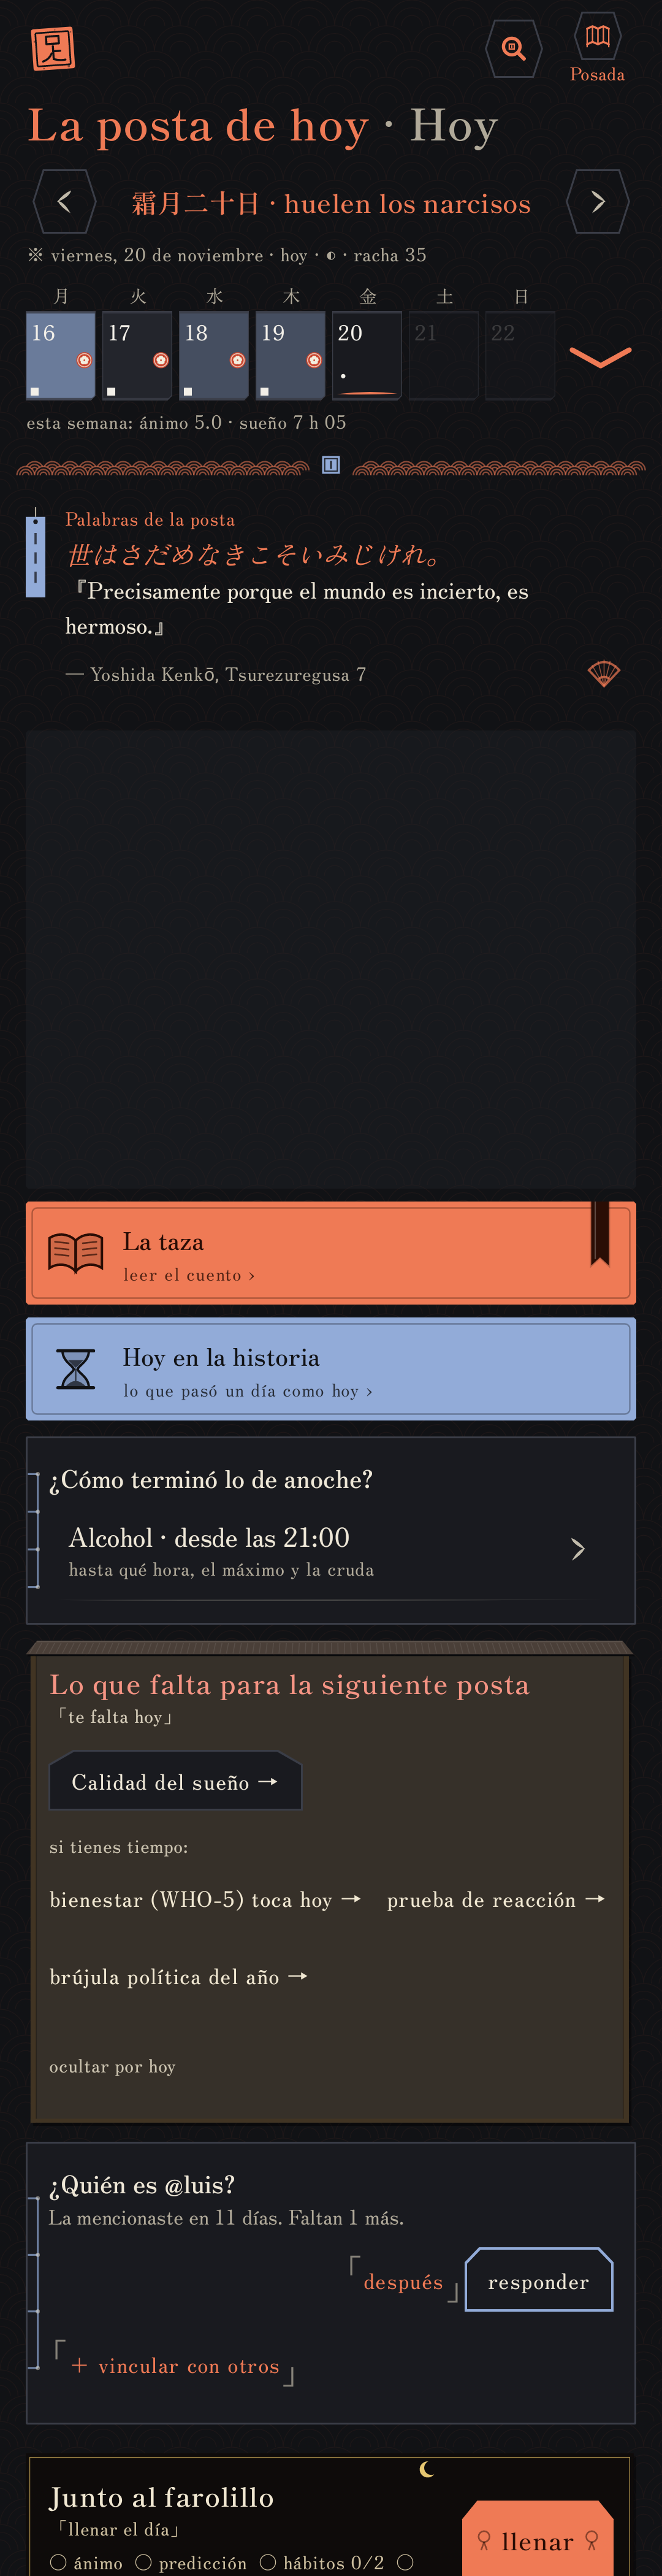 Posada
La posta de hoy · Hoy
霜月二十日 · huelen los narcisos
※ viernes, 20 de noviembre · hoy · ◐ · racha 35
月 火 水 木 金 土 日
16 17 18 19 20 21 22
esta semana: ánimo 5.0 · sueño 7 h 05
Palabras de la posta
世はさだめなきこそいみじけれ。
『Precisamente porque el mundo es incierto, es
hermoso.』
— Yoshida Kenkō, Tsurezuregusa 7
La taza
leer el cuento ›
Hoy en la historia
lo que pasó un día como hoy ›
¿Cómo terminó lo de anoche?
Alcohol · desde las 21:00
hasta qué hora, el máximo y la cruda
Lo que falta para la siguiente posta
「te falta hoy」
Calidad del sueño →
si tienes tiempo:
bienestar (WHO-5) toca hoy → prueba de reacción →
brújula política del año →
ocultar por hoy
¿Quién es @luis?
La mencionaste en 11 días. Faltan 1 más.
「después」 responder
「+ vincular con otros」
Junto al farolillo
「llenar el día」
llenar
○ ánimo ○ predicción ○ hábitos 0/2 ○